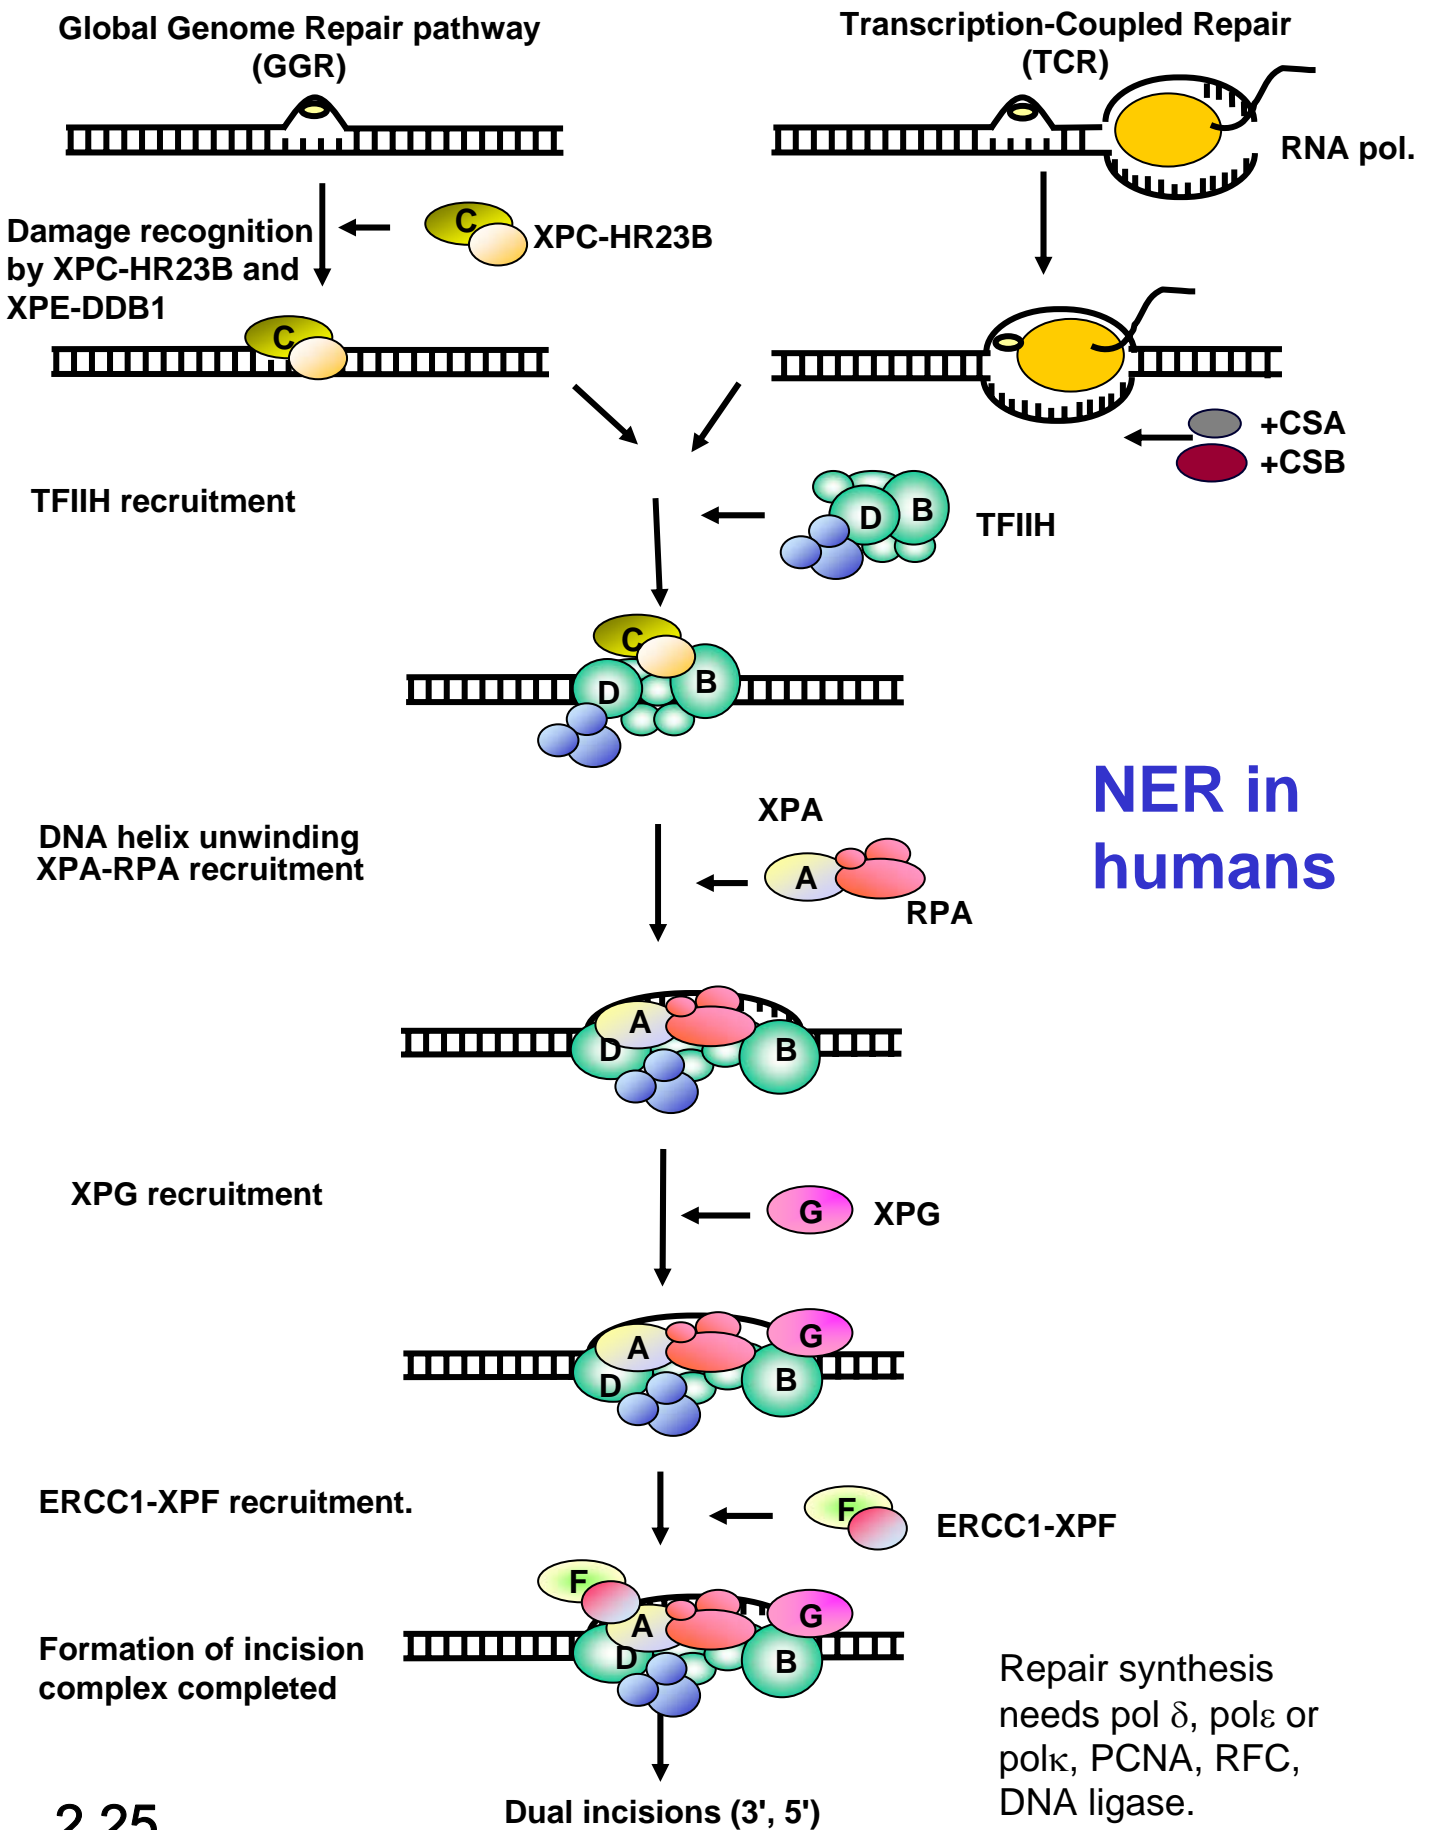 Global Genome Repair pathway
(GGR)
Transcription-Coupled Repair
(TCR)
RNA pol.
Damage recognition
by XPC-HR23B and
XPE-DDB1
C
XPC-HR23B
C
+CSA
+CSB
TFIIH recruitment
D B
TFIIH
C
D B
NER in
humans
DNA helix unwinding
XPA-RPA recruitment
XPA
A
RPA
A
D B
XPG recruitment
G
XPG
G
A
D B
ERCC1-XPF recruitment.
F
ERCC1-XPF
F
G
A
D B
Formation of incision
complex completed
Repair synthesis
needs pol δ, polε or
polκ, PCNA, RFC,
DNA ligase.
Dual incisions (3', 5')
2.25